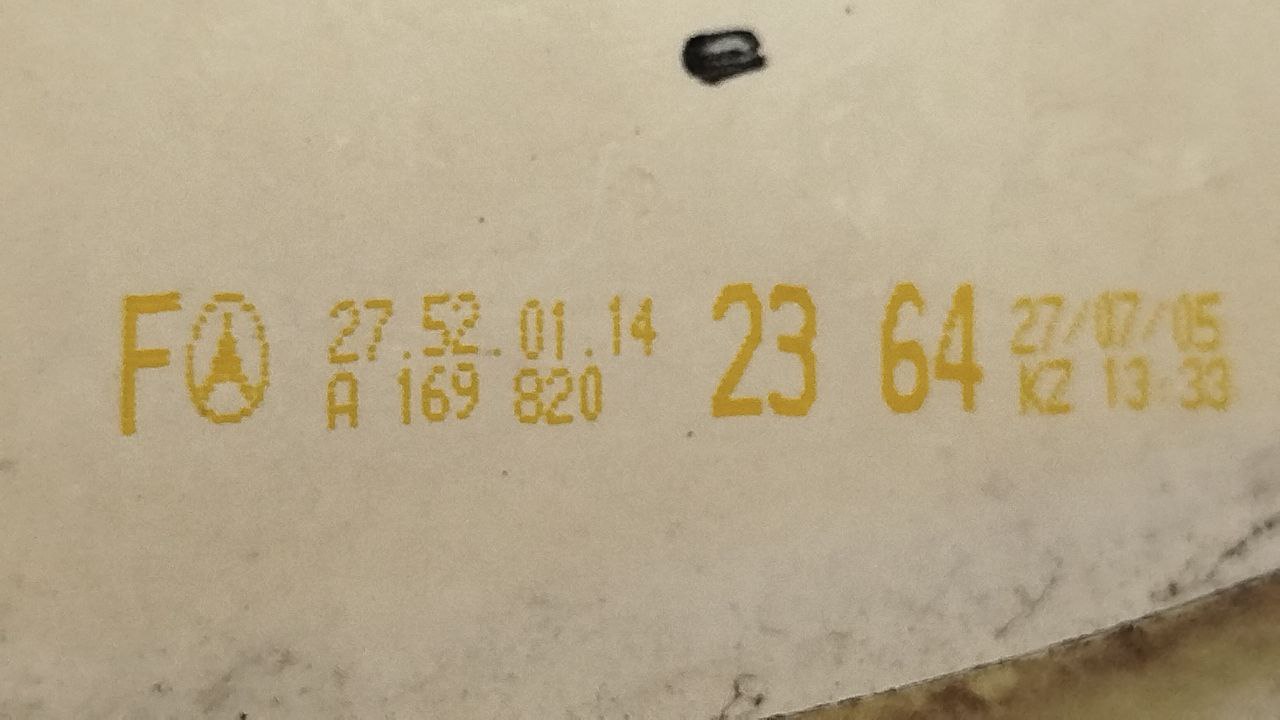 F 27.52.01.14 23 64 27/07/05
A 169 820 KZ 13:33